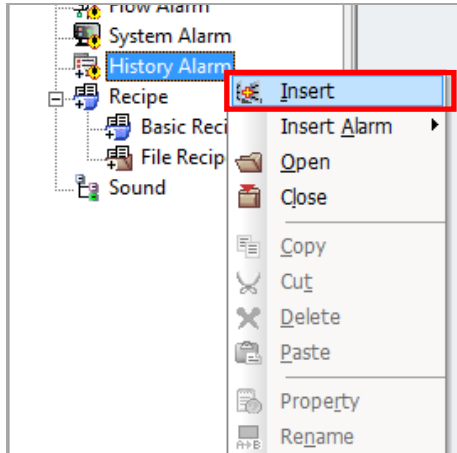 Flow Alarm
System Alarm
History Alarm
Recipe
Basic Reci
File Recip
Sound
Insert
Insert Alarm
Open
Close
Copy
Cut
Delete
Paste
Property
Rename